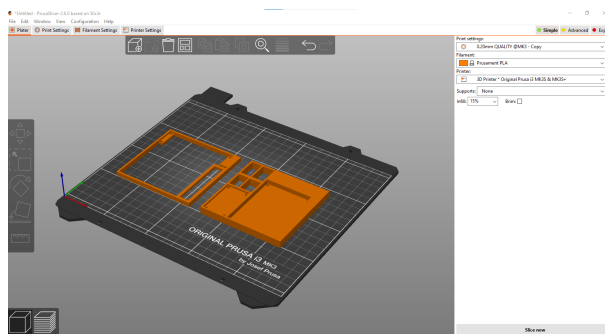 *Untitled - PrusaSlicer-2.6.0 based on Slic3r
File Edit Window View Configuration Help
Plater Print Settings Filament Settings Printer Settings
Simple Advanced Exp
Print settings:
0.20mm QUALITY @MK3 - Copy
Filament:
Prusament PLA
Printer:
3D Printer * Original Prusa i3 MK3S & MK3S+
Supports: None
Infill: 15% Brim:
ORIGINAL PRUSA i3 MK3
by Josef Prusa
Slice now